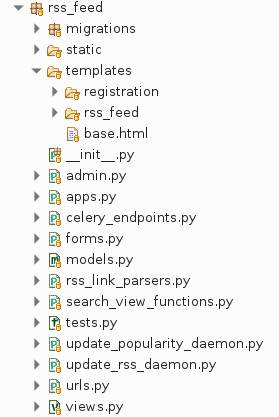 rss_feed
migrations
static
templates
registration
rss_feed
base.html
__init__.py
admin.py
apps.py
celery_endpoints.py
forms.py
models.py
rss_link_parsers.py
search_view_functions.py
tests.py
update_popularity_daemon.py
update_rss_daemon.py
urls.py
views.py